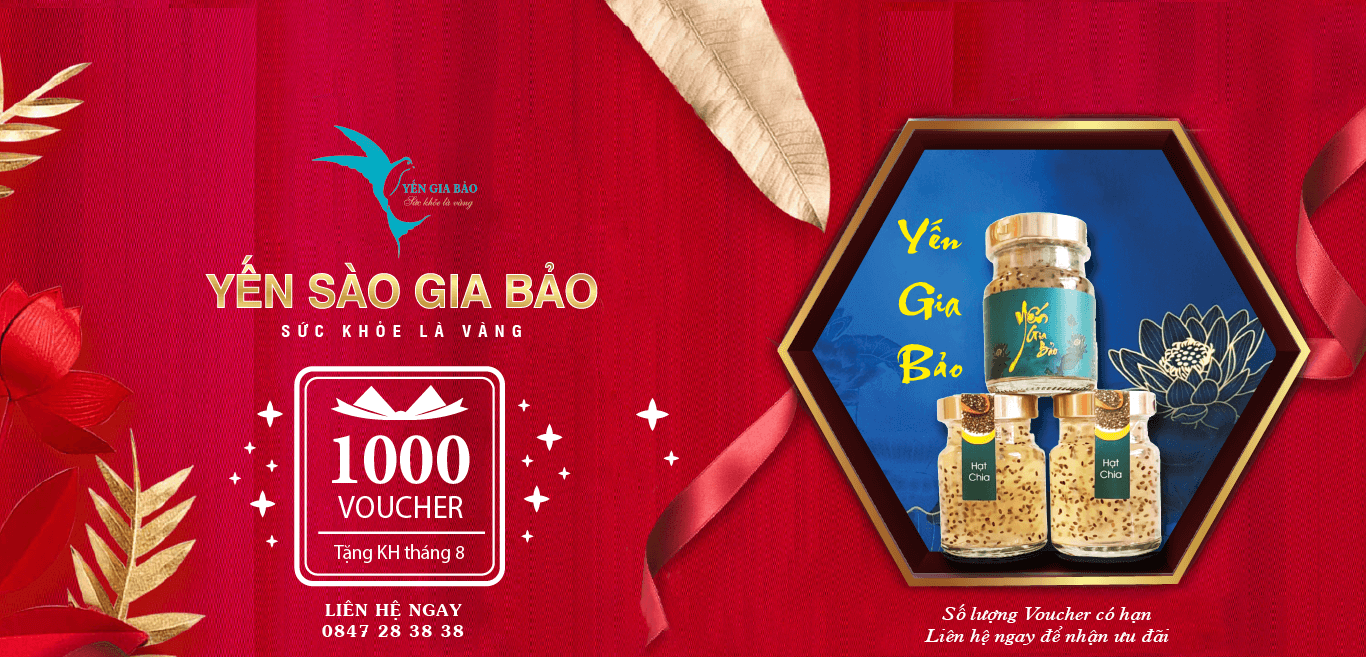 YẾN GIA BẢO
Sức khỏe là vàng
YẾN SÀO GIA BẢO
SỨC KHỎE LÀ VÀNG
1000
VOUCHER
Tặng KH tháng 8
LIÊN HỆ NGAY
0847 28 38 38
Yến
Gia
Bảo
Yến
Gia
Bảo
Hạt
Chia
Hạt
Chia
Số lượng Voucher có hạn
Liên hệ ngay để nhận ưu đãi